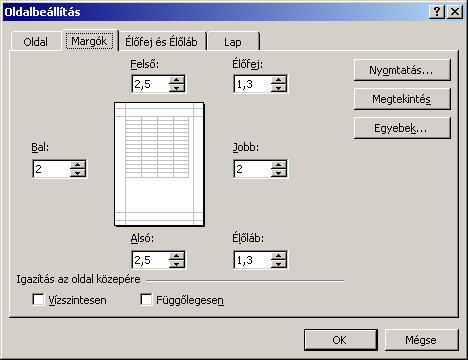 Oldalbeállítás
Oldal Margók Élőfej és Élőláb Lap
Felső: Élőfej:
2,5 1,3
Nyomtatás...
Megtekintés
Egyebek...
Bal: Jobb:
2 2
Alsó: Élőláb:
2,5 1,3
Igazítás az oldal közepére
Vízszintesen Függőlegesen
OK Mégse